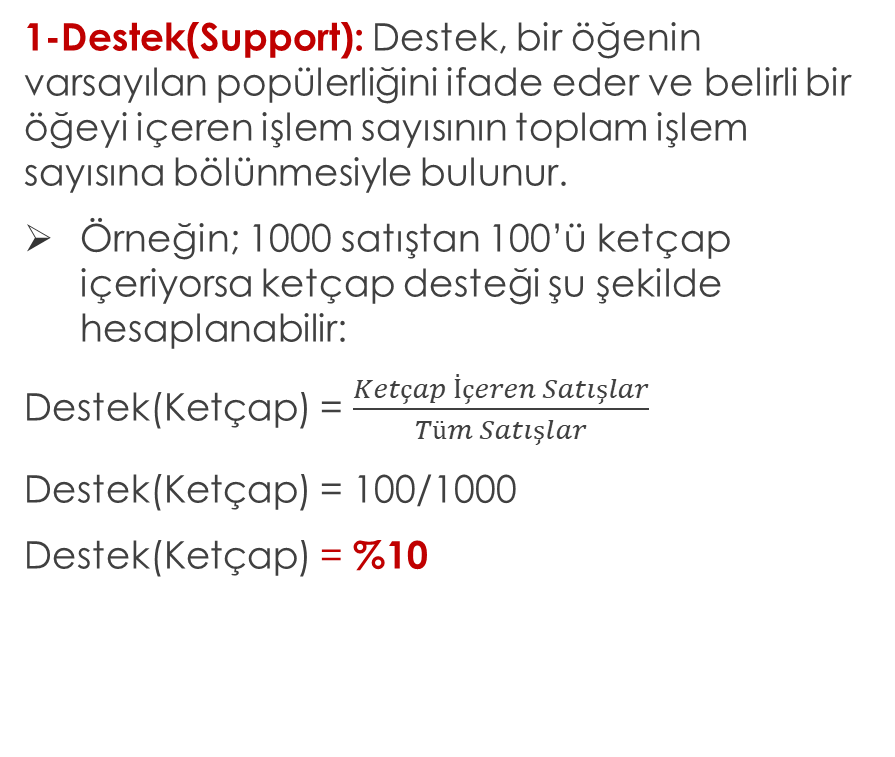 1-Destek(Support): Destek, bir öğenin
varsayılan popülerliğini ifade eder ve belirli bir
öğeyi içeren işlem sayısının toplam işlem
sayısına bölünmesiyle bulunur.
➢ Örneğin; 1000 satıştan 100’ü ketçap
içeriyorsa ketçap desteği şu şekilde
hesaplanabilir:
Ketçap İçeren Satışlar
Destek(Ketçap) =
Tüm Satışlar
Destek(Ketçap) = 100/1000
Destek(Ketçap) = %10